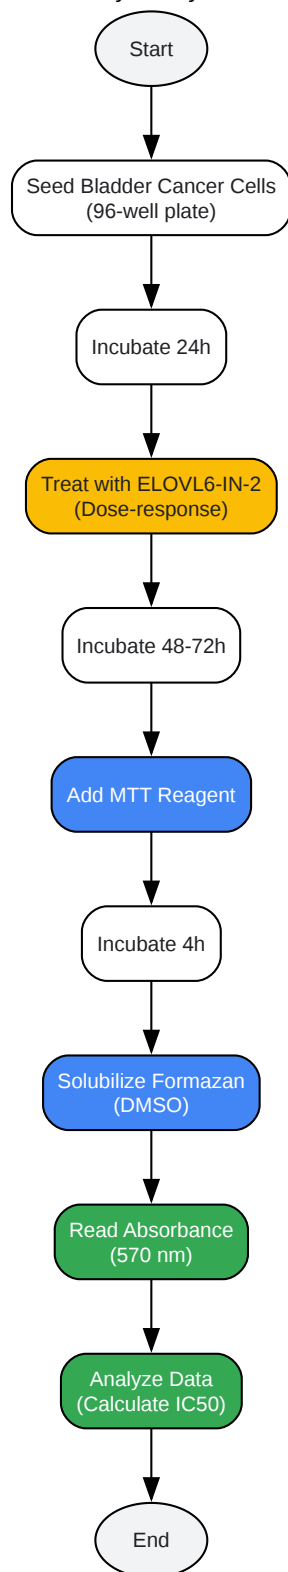 Start
Seed Bladder Cancer Cells
(96-well plate)
Incubate 24h
Treat with ELOVL6-IN-2
(Dose-response)
Incubate 48-72h
Add MTT Reagent
Incubate 4h
Solubilize Formazan
(DMSO)
Read Absorbance
(570 nm)
Analyze Data
(Calculate IC50)
End